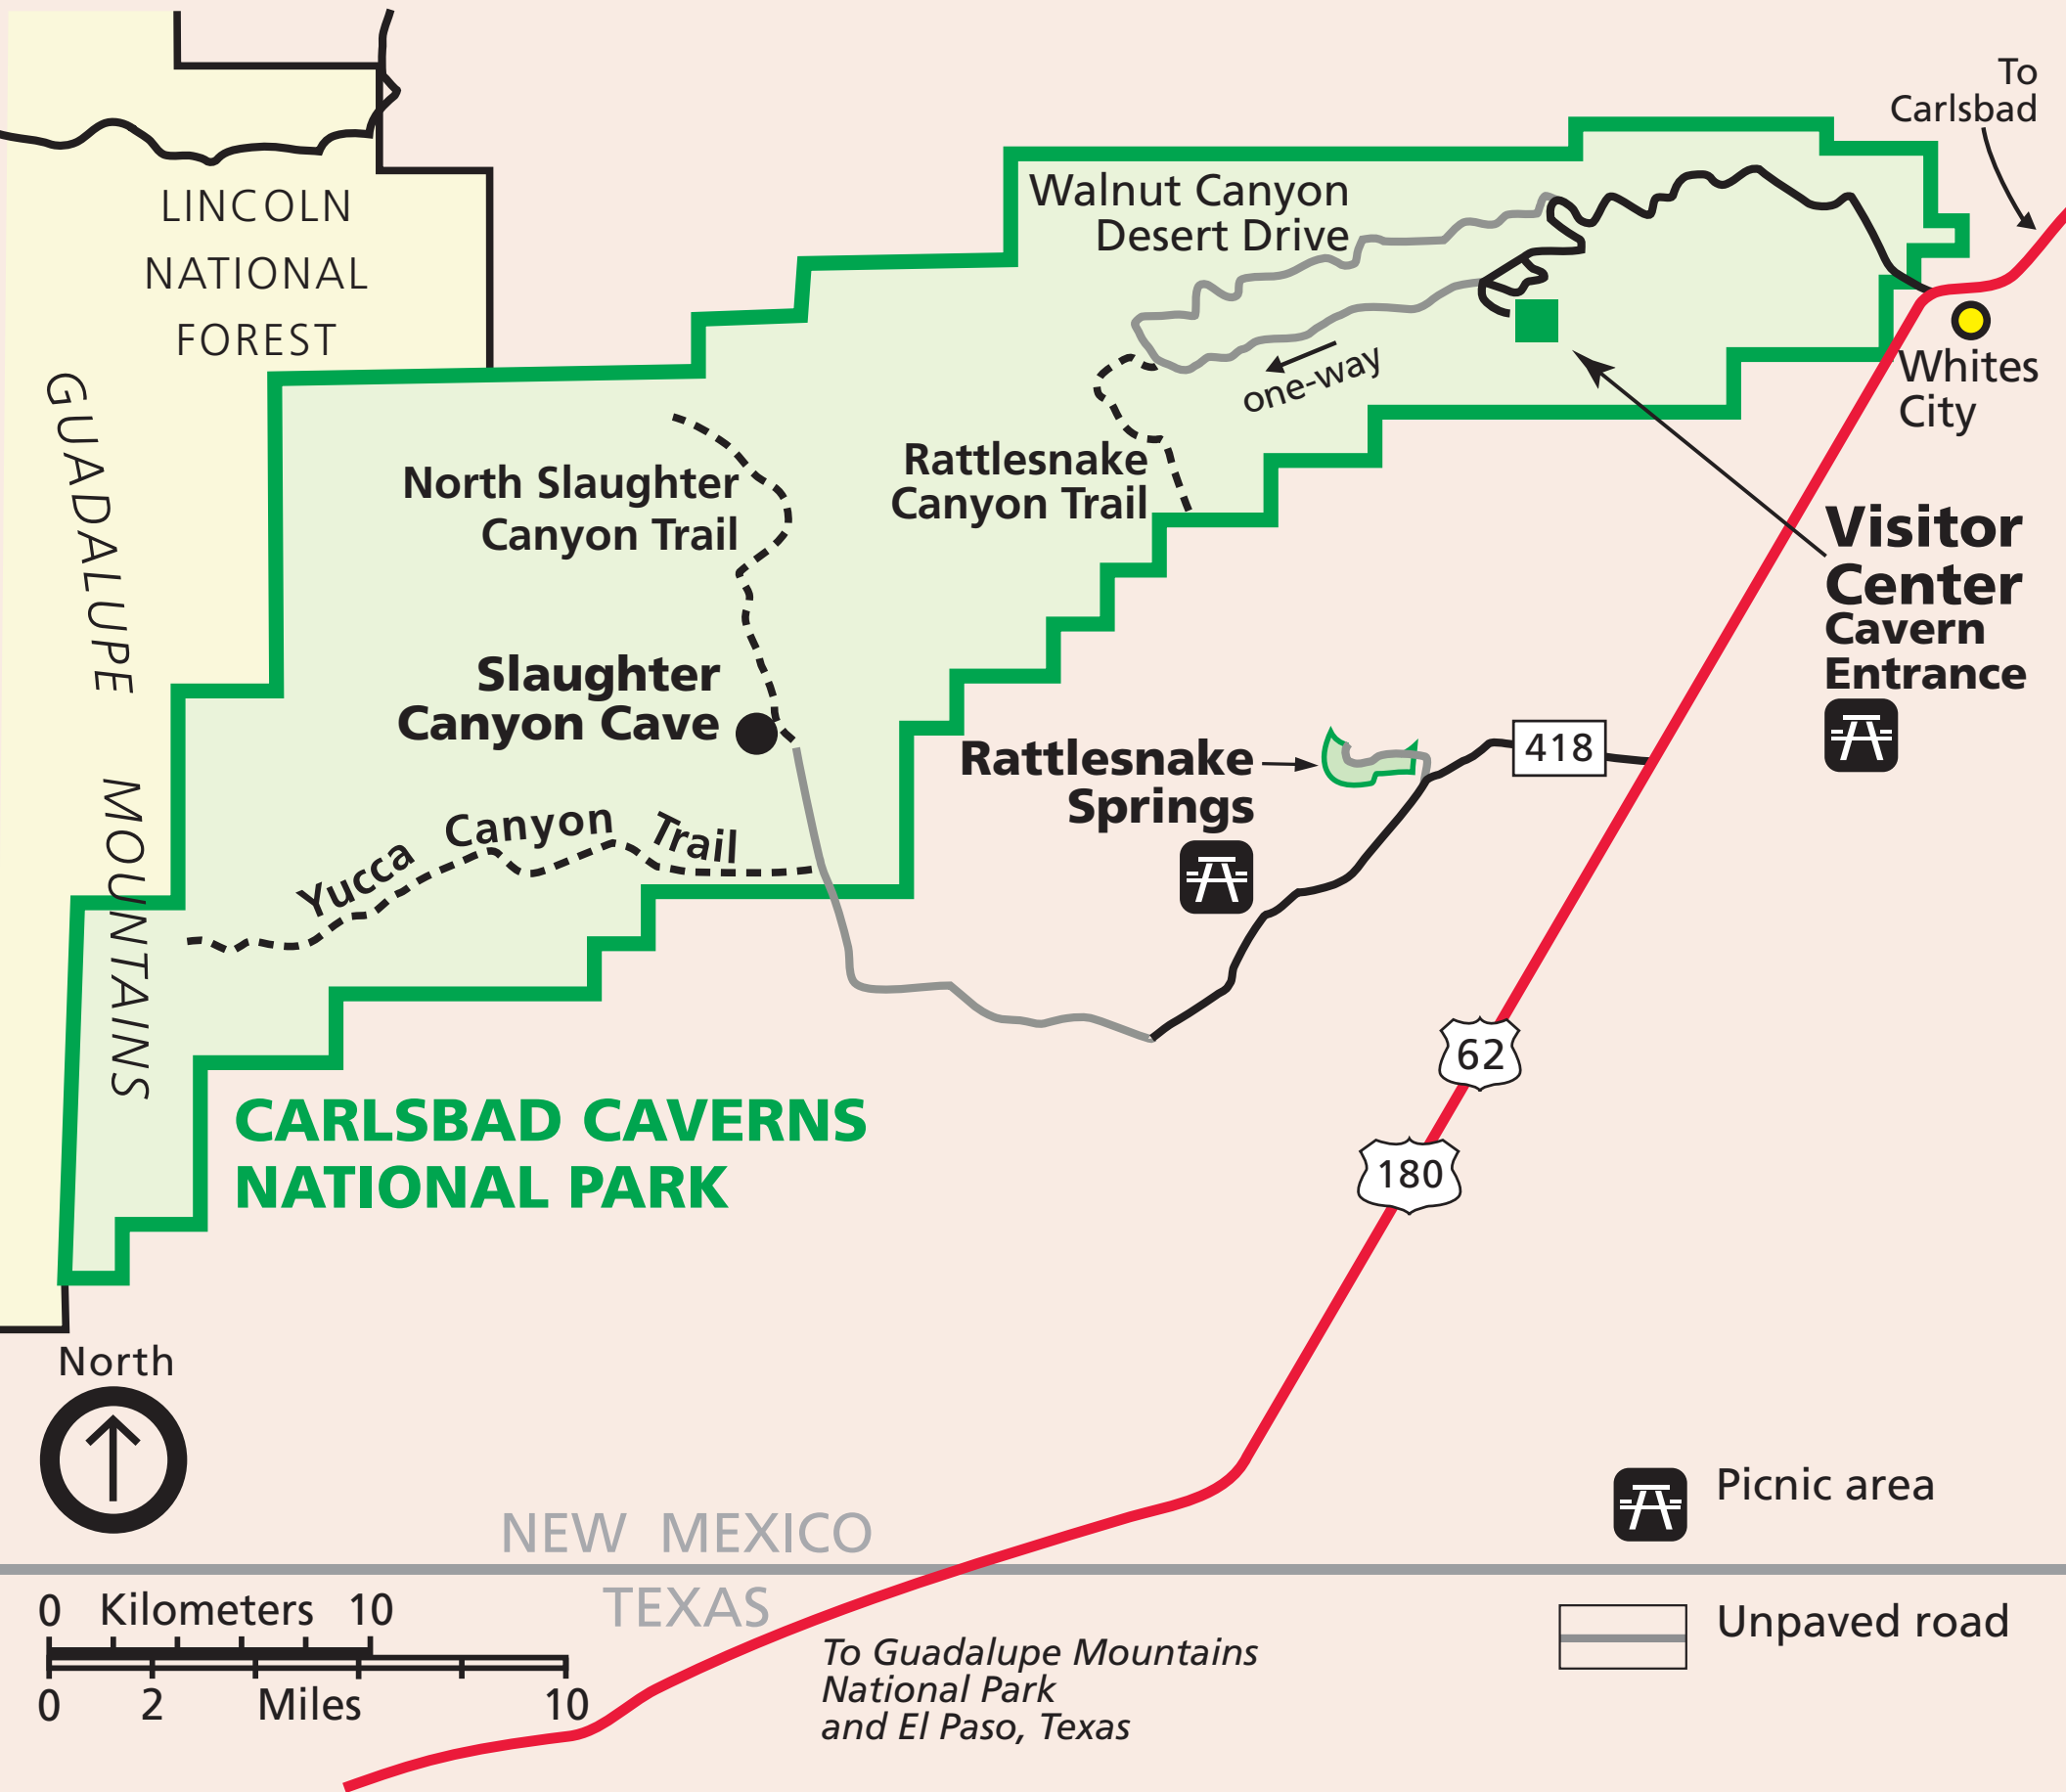 To
Carlsbad
Walnut Canyon
Desert Drive
LINCOLN
NATIONAL
FOREST
one-way
Whites
City
GUADALUPE
MOUNTAINS
North Slaughter
Canyon Trail
Rattlesnake
Canyon Trail
Visitor
Center
Cavern
Entrance
Slaughter
Canyon Cave
Rattlesnake
Springs
418
Yucca Canyon Trail
62
180
CARLSBAD CAVERNS
NATIONAL PARK
North
Picnic area
NEW MEXICO
TEXAS
0 Kilometers 10
0 2 Miles 10
Unpaved road
To Guadalupe Mountains
National Park
and El Paso, Texas